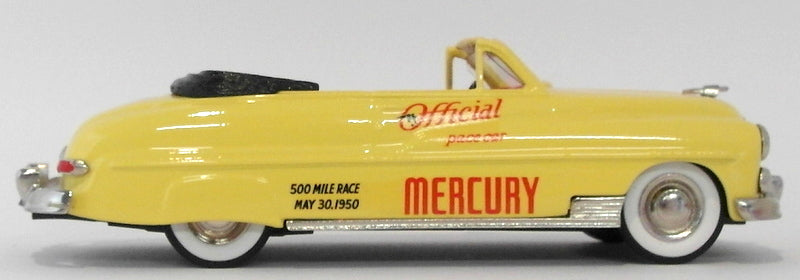 Official
pace car
500 MILE RACE
MAY 30, 1950
MERCURY